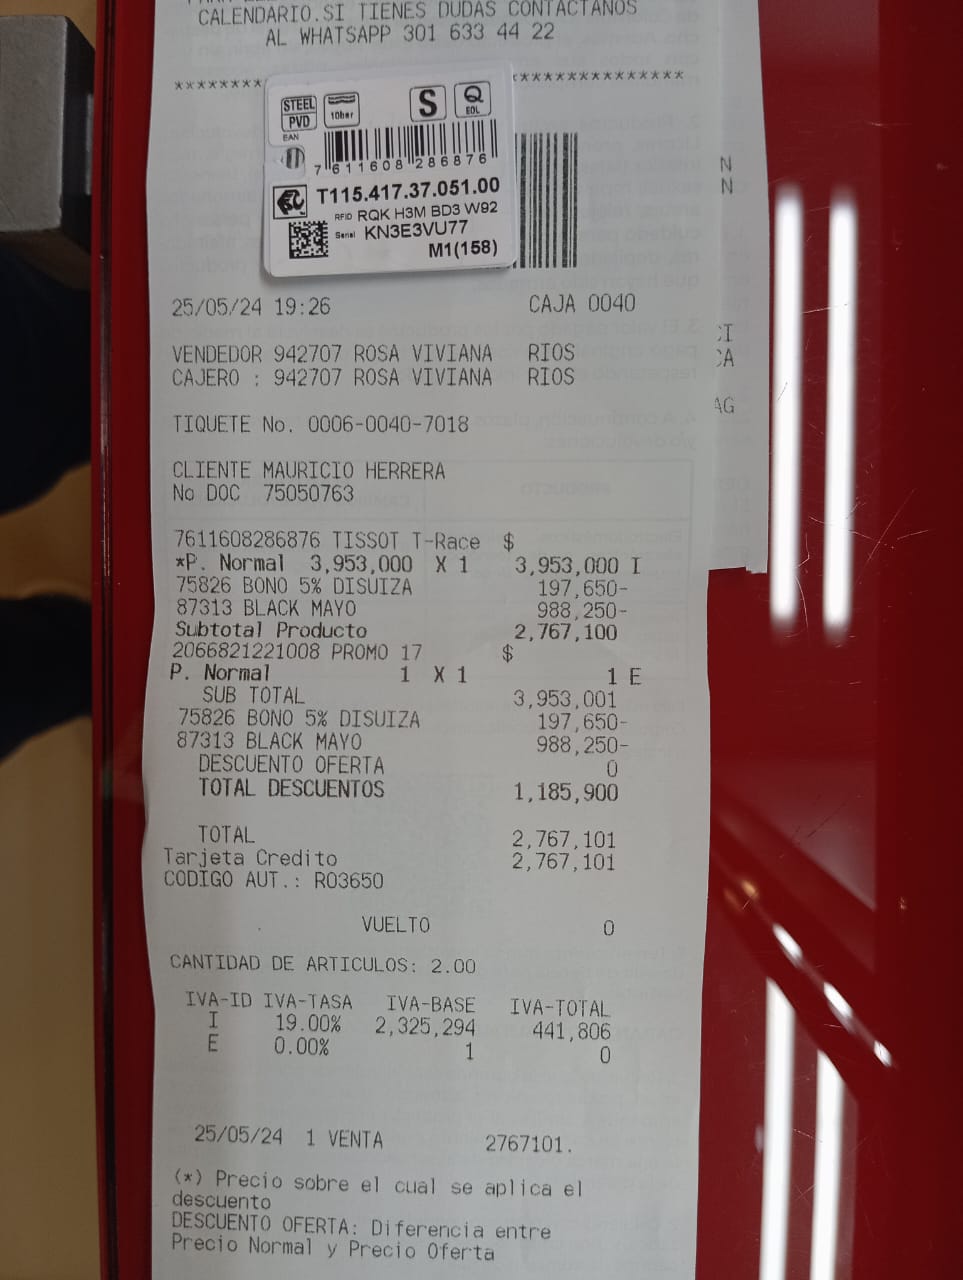 CALENDARIO.SI TIENES DUDAS CONTACTANOS
AL WHATSAPP 301 633 44 22
STEEL
PVD
10bar
S
Q
EOL
EAN
7 611608 286876
T115.417.37.051.00
RFID RQK H3M BD3 W92
Serial KN3E3VU77
M1(158)
25/05/24 19:26 CAJA 0040
VENDEDOR 942707 ROSA VIVIANA RIOS
CAJERO : 942707 ROSA VIVIANA RIOS
TIQUETE No. 0006-0040-7018
CLIENTE MAURICIO HERRERA
No DOC 75050763
7611608286876 TISSOT T-Race $
*P. Normal 3,953,000 X 1 3,953,000 I
75826 BONO 5% DISUIZA 197,650-
87313 BLACK MAYO 988,250-
Subtotal Producto 2,767,100
2066821221008 PROMO 17 $
P. Normal 1 X 1 1 E
SUB TOTAL 3,953,001
75826 BONO 5% DISUIZA 197,650-
87313 BLACK MAYO 988,250-
DESCUENTO OFERTA 0
TOTAL DESCUENTOS 1,185,900
TOTAL 2,767,101
Tarjeta Credito 2,767,101
CODIGO AUT.: R03650
VUELTO 0
CANTIDAD DE ARTICULOS: 2.00
IVA-ID IVA-TASA IVA-BASE IVA-TOTAL
I 19.00% 2,325,294 441,806
E 0.00% 1 0
25/05/24 1 VENTA 2767101.
(*) Precio sobre el cual se aplica el
descuento
DESCUENTO OFERTA: Diferencia entre
Precio Normal y Precio Oferta